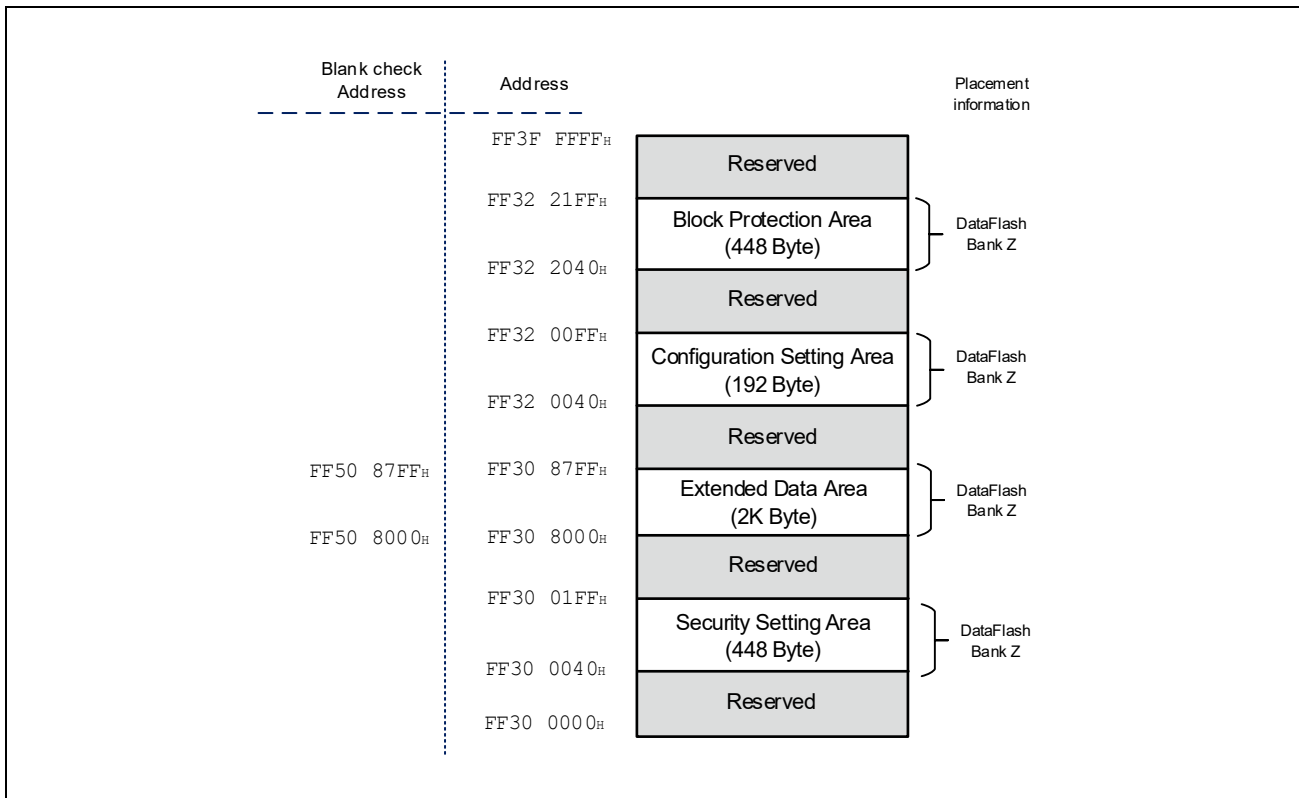 Blank check
Address
Address
Placement
information
FF3F FFFFH
Reserved
FF32 21FFH
Block Protection Area
(448 Byte)
DataFlash
Bank Z
FF32 2040H
Reserved
FF32 00FFH
Configuration Setting Area
(192 Byte)
DataFlash
Bank Z
FF32 0040H
Reserved
FF50 87FFH
FF30 87FFH
Extended Data Area
(2K Byte)
DataFlash
Bank Z
FF50 8000H
FF30 8000H
Reserved
FF30 01FFH
Security Setting Area
(448 Byte)
DataFlash
Bank Z
FF30 0040H
Reserved
FF30 0000H